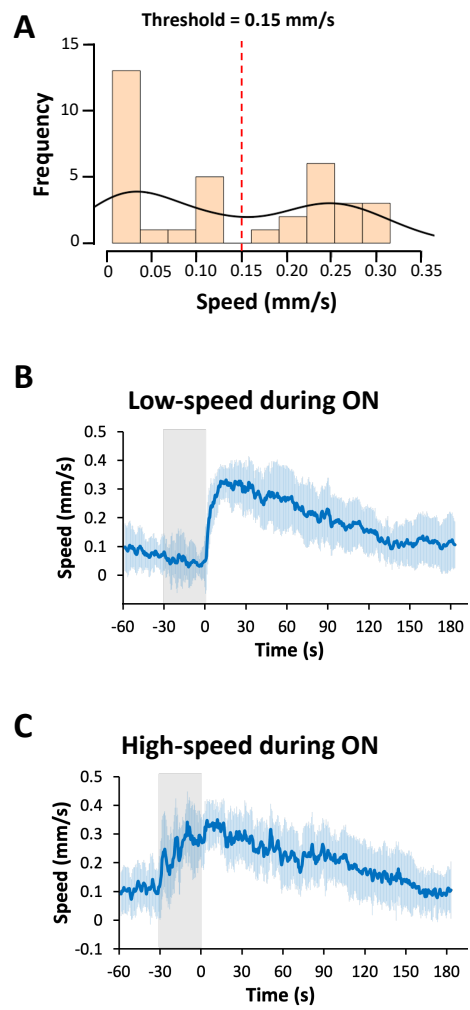 A
Threshold = 0.15 mm/s
Frequency
15
10
5
0
0 0.05 0.10 0.15 0.20 0.25 0.30 0.35
Speed (mm/s)
B
Low-speed during ON
Speed (mm/s)
0.5
0.4
0.3
0.2
0.1
0
-60 -30 0 30 60 90 120 150 180
Time (s)
C
High-speed during ON
Speed (mm/s)
0.5
0.4
0.3
0.2
0.1
0
-0.1
-60 -30 0 30 60 90 120 150 180
Time (s)